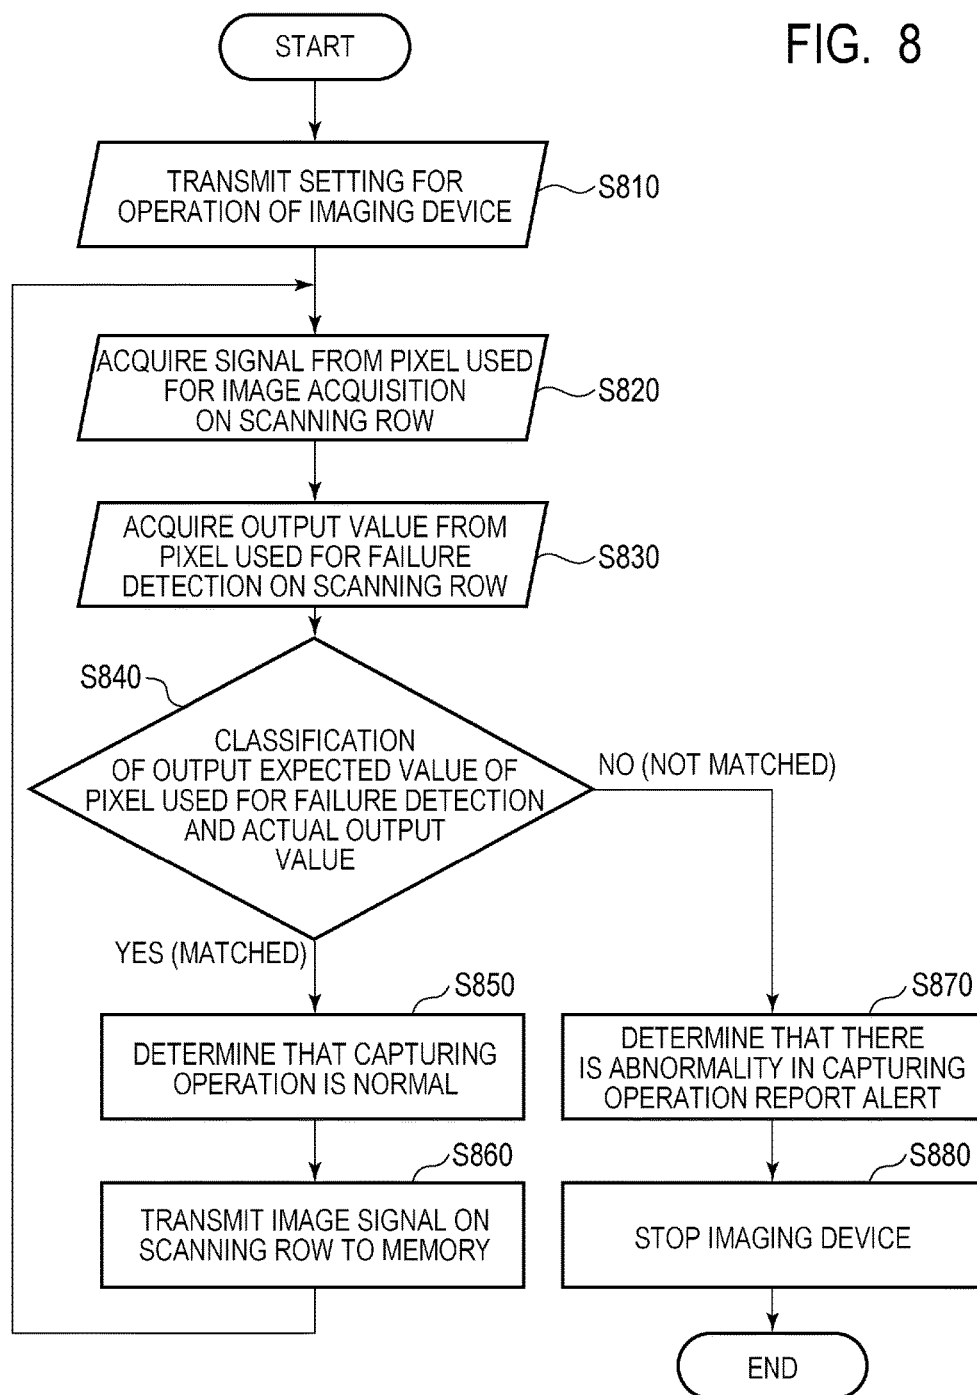 START
FIG. 8
TRANSMIT SETTING FOR
OPERATION OF IMAGING DEVICE
S810
ACQUIRE SIGNAL FROM PIXEL USED
FOR IMAGE ACQUISITION
ON SCANNING ROW
S820
ACQUIRE OUTPUT VALUE FROM
PIXEL USED FOR FAILURE
DETECTION ON SCANNING ROW
S830
S840
CLASSIFICATION
OF OUTPUT EXPECTED VALUE OF
PIXEL USED FOR FAILURE DETECTION
AND ACTUAL OUTPUT
VALUE
NO (NOT MATCHED)
YES (MATCHED)
S850
DETERMINE THAT CAPTURING
OPERATION IS NORMAL
S870
DETERMINE THAT THERE
IS ABNORMALITY IN CAPTURING
OPERATION REPORT ALERT
S860
TRANSMIT IMAGE SIGNAL ON
SCANNING ROW TO MEMORY
S880
STOP IMAGING DEVICE
END